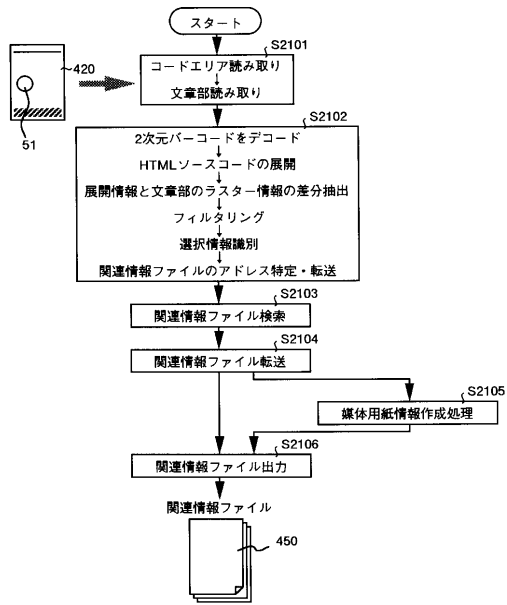 スタート
S2101
420
コードエリア読み取り
文章部読み取り
51
S2102
2次元バーコードをデコード
HTMLソースコードの展開
展開情報と文章部のラスター情報の差分抽出
フィルタリング
選択情報識別
関連情報ファイルのアドレス特定・転送
S2103
関連情報ファイル検索
S2104
関連情報ファイル転送
S2105
媒体用紙情報作成処理
S2106
関連情報ファイル出力
関連情報ファイル
450